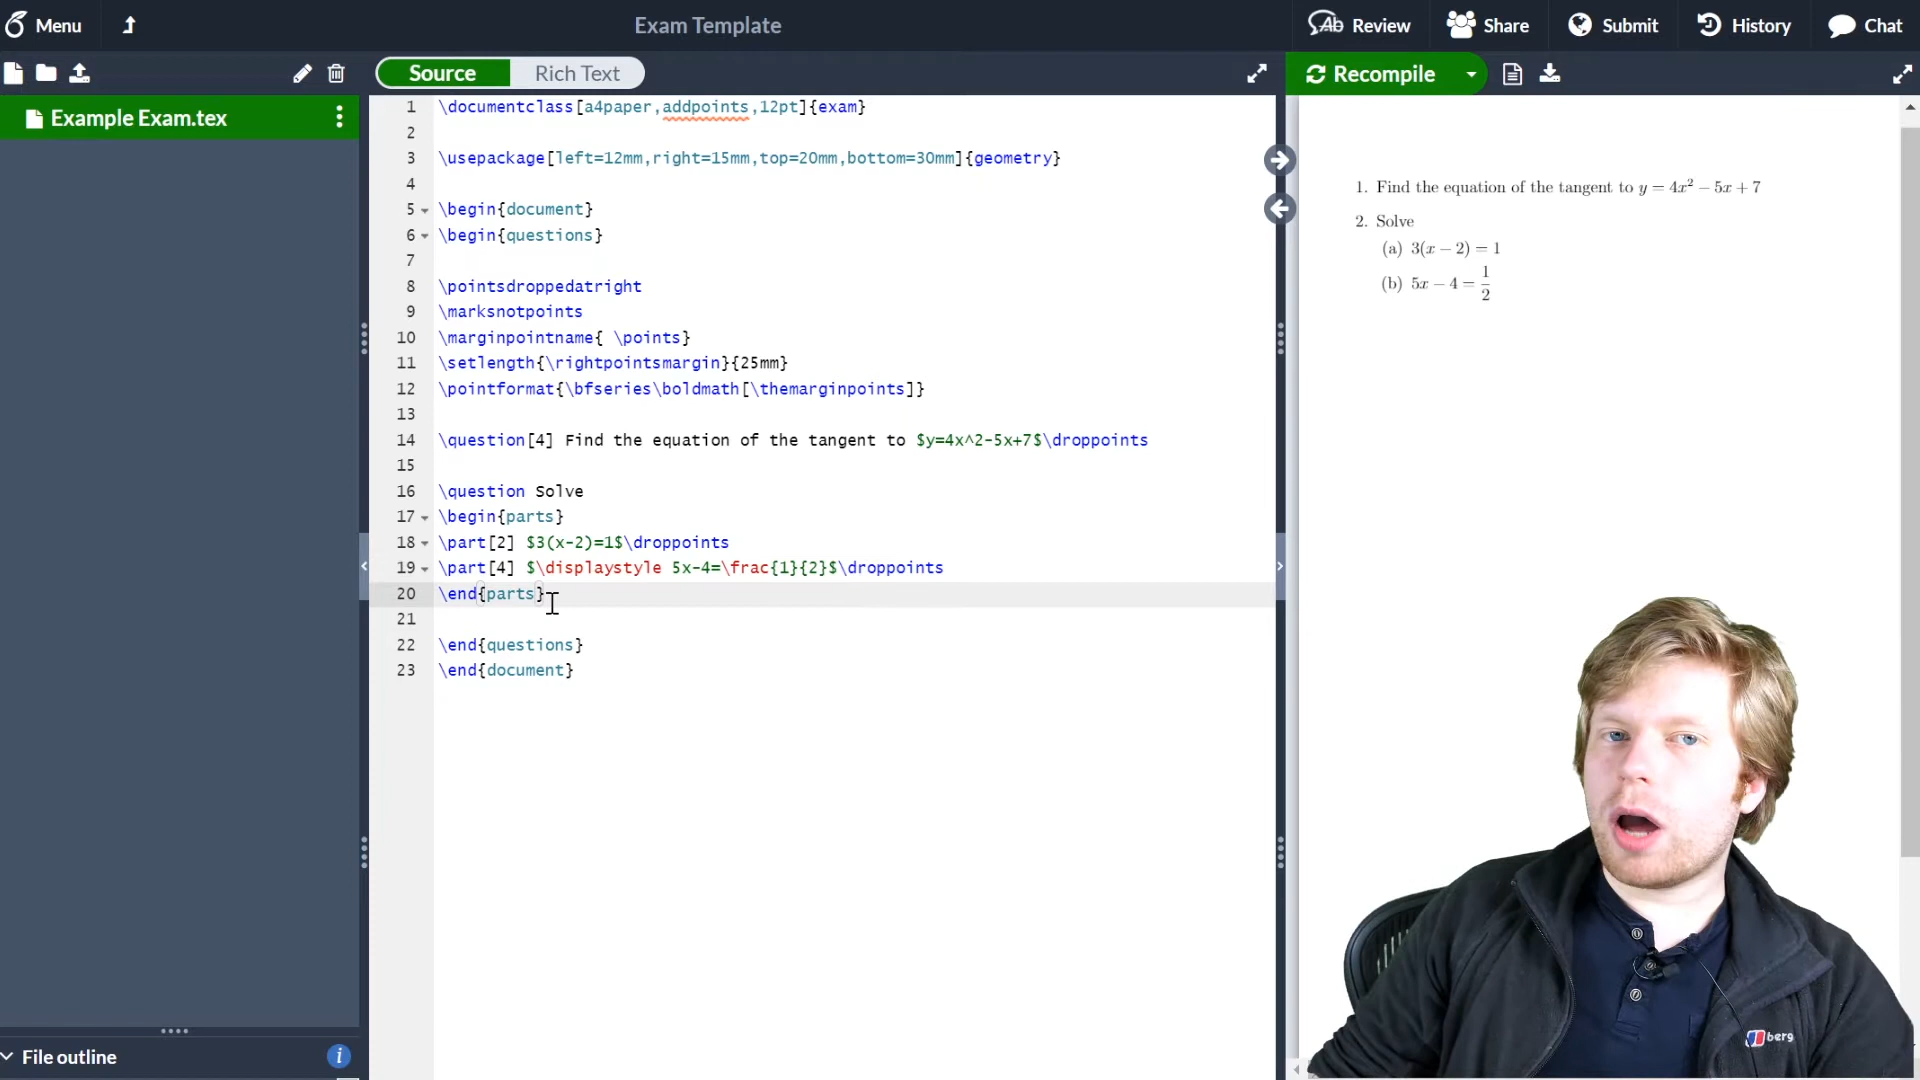 Menu
Exam Template
Review
Share
Submit
History
Chat
Source
Rich Text
Recompile
Example Exam.tex
1 \documentclass[a4paper,addpoints,12pt]{exam}
2
3 \usepackage[left=12mm,right=15mm,top=20mm,bottom=30mm]{geometry}
4
5 \begin{document}
6 \begin{questions}
7
8 \pointsdroppedatright
9 \marksnotpoints
10 \marginpointname{ \points}
11 \setlength{\rightpointsmargin}{25mm}
12 \pointformat{\bfseries\boldmath[\themarginpoints]}
13
14 \question[4] Find the equation of the tangent to $y=4x^2-5x+7$\droppoints
15
16 \question Solve
17 \begin{parts}
18 \part[2] $3(x-2)=1$\droppoints
19 \part[4] $\displaystyle 5x-4=\frac{1}{2}$\droppoints
20 \end{parts}
21
22 \end{questions}
23 \end{document}
File outline
1. Find the equation of the tangent to y = 4x² − 5x + 7
2. Solve
(a) 3(x − 2) = 1
(b) 5x − 4 = 1/2
berg